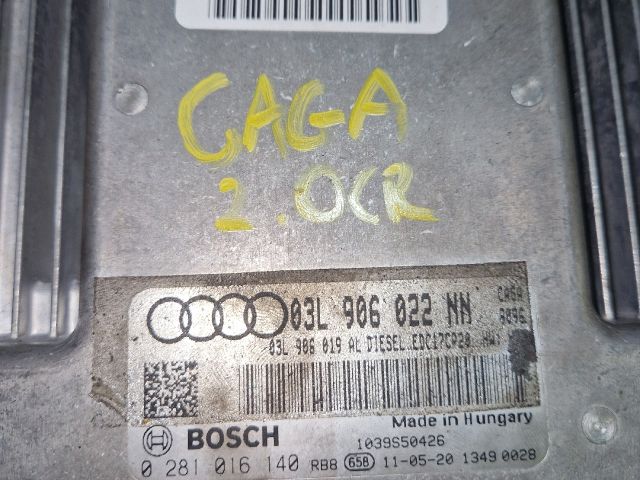 CAGA
2.0CR
03L 906 022 NN
03L 906 019 AL DIESEL EDC17CP20
Made in Hungary
BOSCH
1039S50426
0 281 016 140 RB8 658 11-05-20 1349 0028